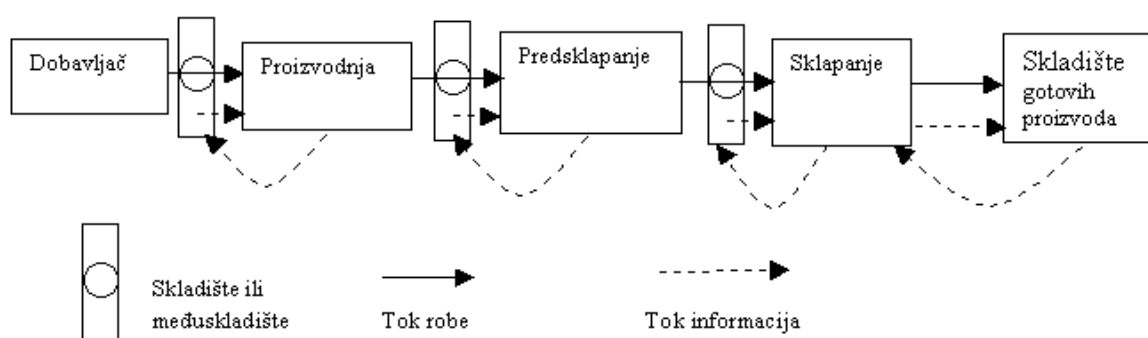 Dobavljač
Proizvodnja
Predsklapanje
Sklapanje
Skladište
gotovih
proizvoda
Skladište ili
međuskladište
Tok robe
Tok informacija